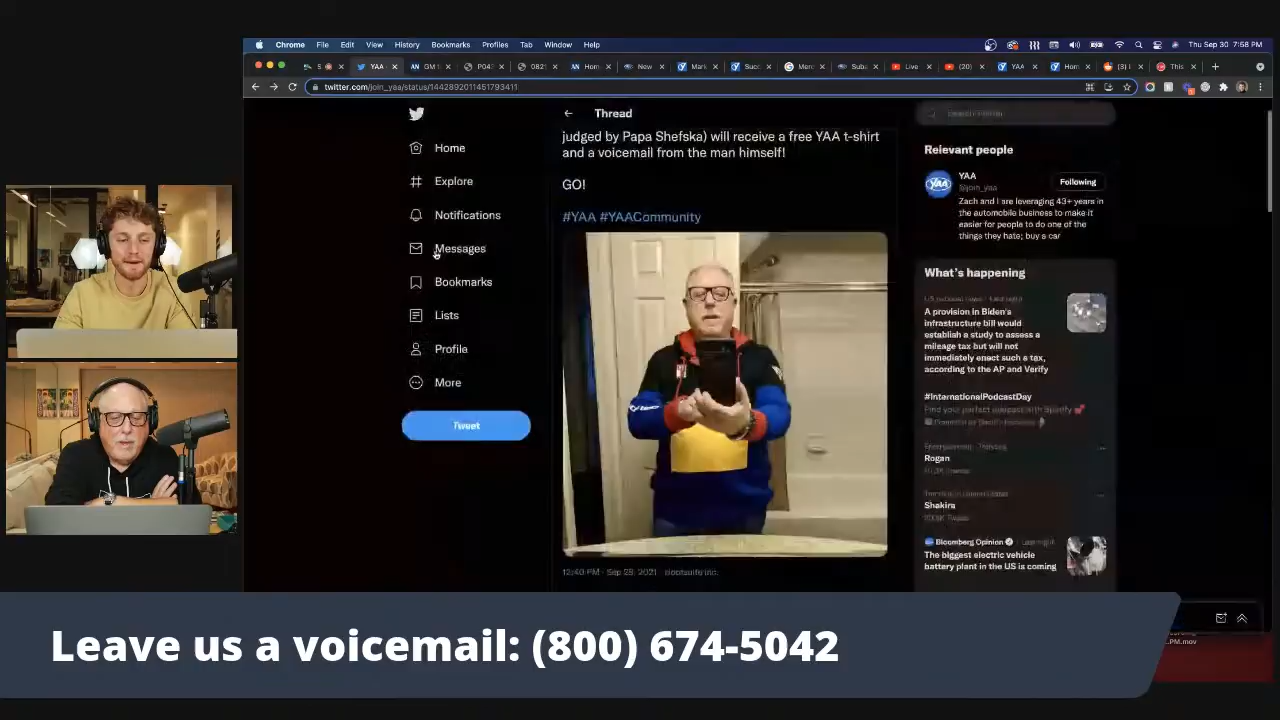 Chrome File Edit View History Bookmarks Profiles Tab Window Help
Thu Sep 30 7:58 PM
twitter.com/join_yaa/status/1442892011451793411
Home
Explore
Notifications
Messages
Bookmarks
Lists
Profile
More
Tweet
Thread
judged by Papa Shefska) will receive a free YAA t-shirt
and a voicemail from the man himself!
GO!
#YAA #YAACommunity
Relevant people
YAA
@join_yaa
Following
Zach and I are leveraging 43+ years in
the automobile business to make it
easier for people to do one of the
things they hate; buy a car
What's happening
A provision in Biden's
infrastructure bill would
establish a study to assess a
mileage tax but will not
immediately enact such a tax,
according to the AP and Verify
#InternationalPodcastDay
Rogan
Shakira
Bloomberg Opinion
The biggest electric vehicle
battery plant in the US is coming
Leave us a voicemail: (800) 674-5042